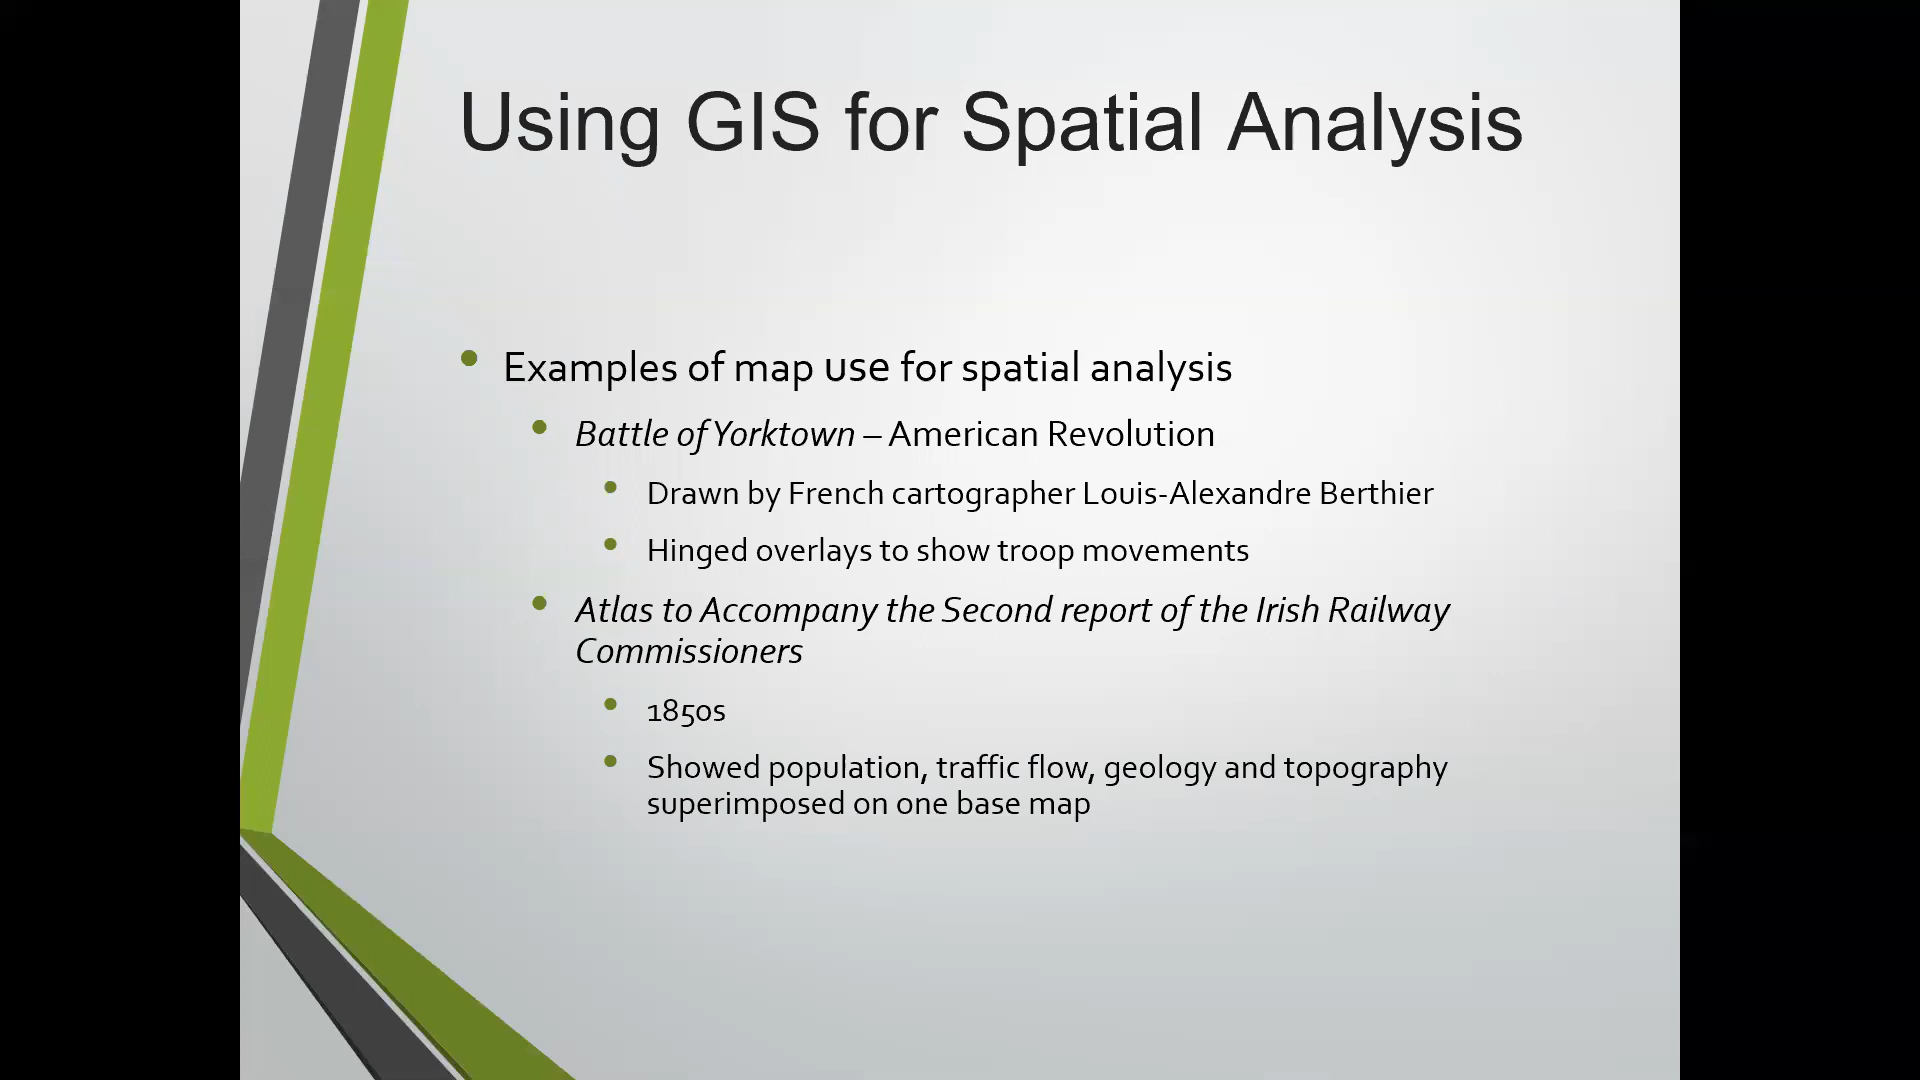 Using GIS for Spatial Analysis
Examples of map use for spatial analysis
Battle of Yorktown – American Revolution
Drawn by French cartographer Louis-Alexandre Berthier
Hinged overlays to show troop movements
Atlas to Accompany the Second report of the Irish Railway
Commissioners
1850s
Showed population, traffic flow, geology and topography
superimposed on one base map